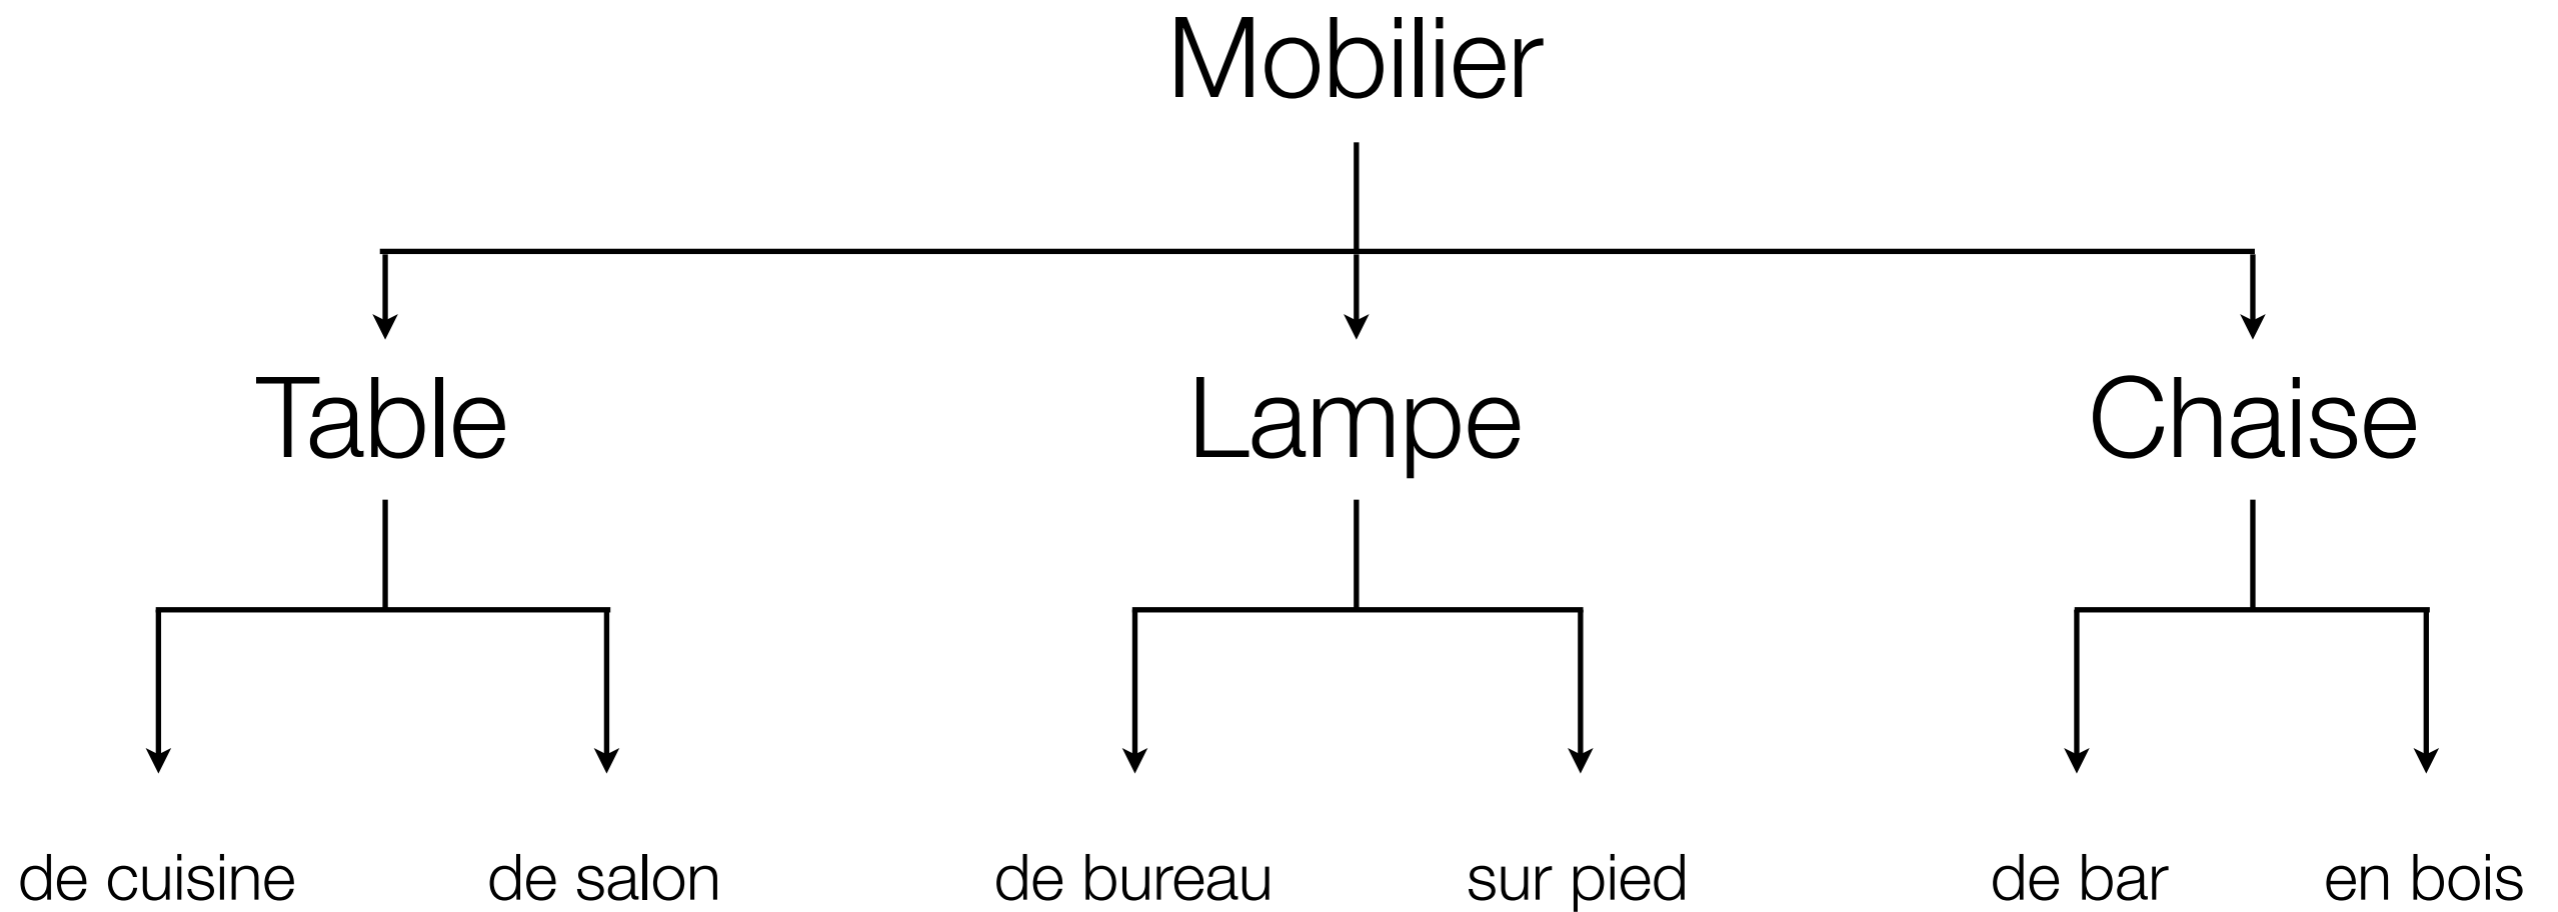 Mobilier
Table Lampe Chaise
de cuisine de salon de bureau sur pied de bar en bois